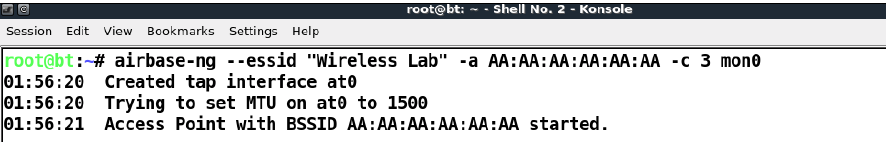 root@bt: ~ - Shell No. 2 - Konsole
Session Edit View Bookmarks Settings Help
root@bt:~# airbase-ng --essid "Wireless Lab" -a AA:AA:AA:AA:AA:AA -c 3 mon0
01:56:20  Created tap interface at0
01:56:20  Trying to set MTU on at0 to 1500
01:56:21  Access Point with BSSID AA:AA:AA:AA:AA:AA started.